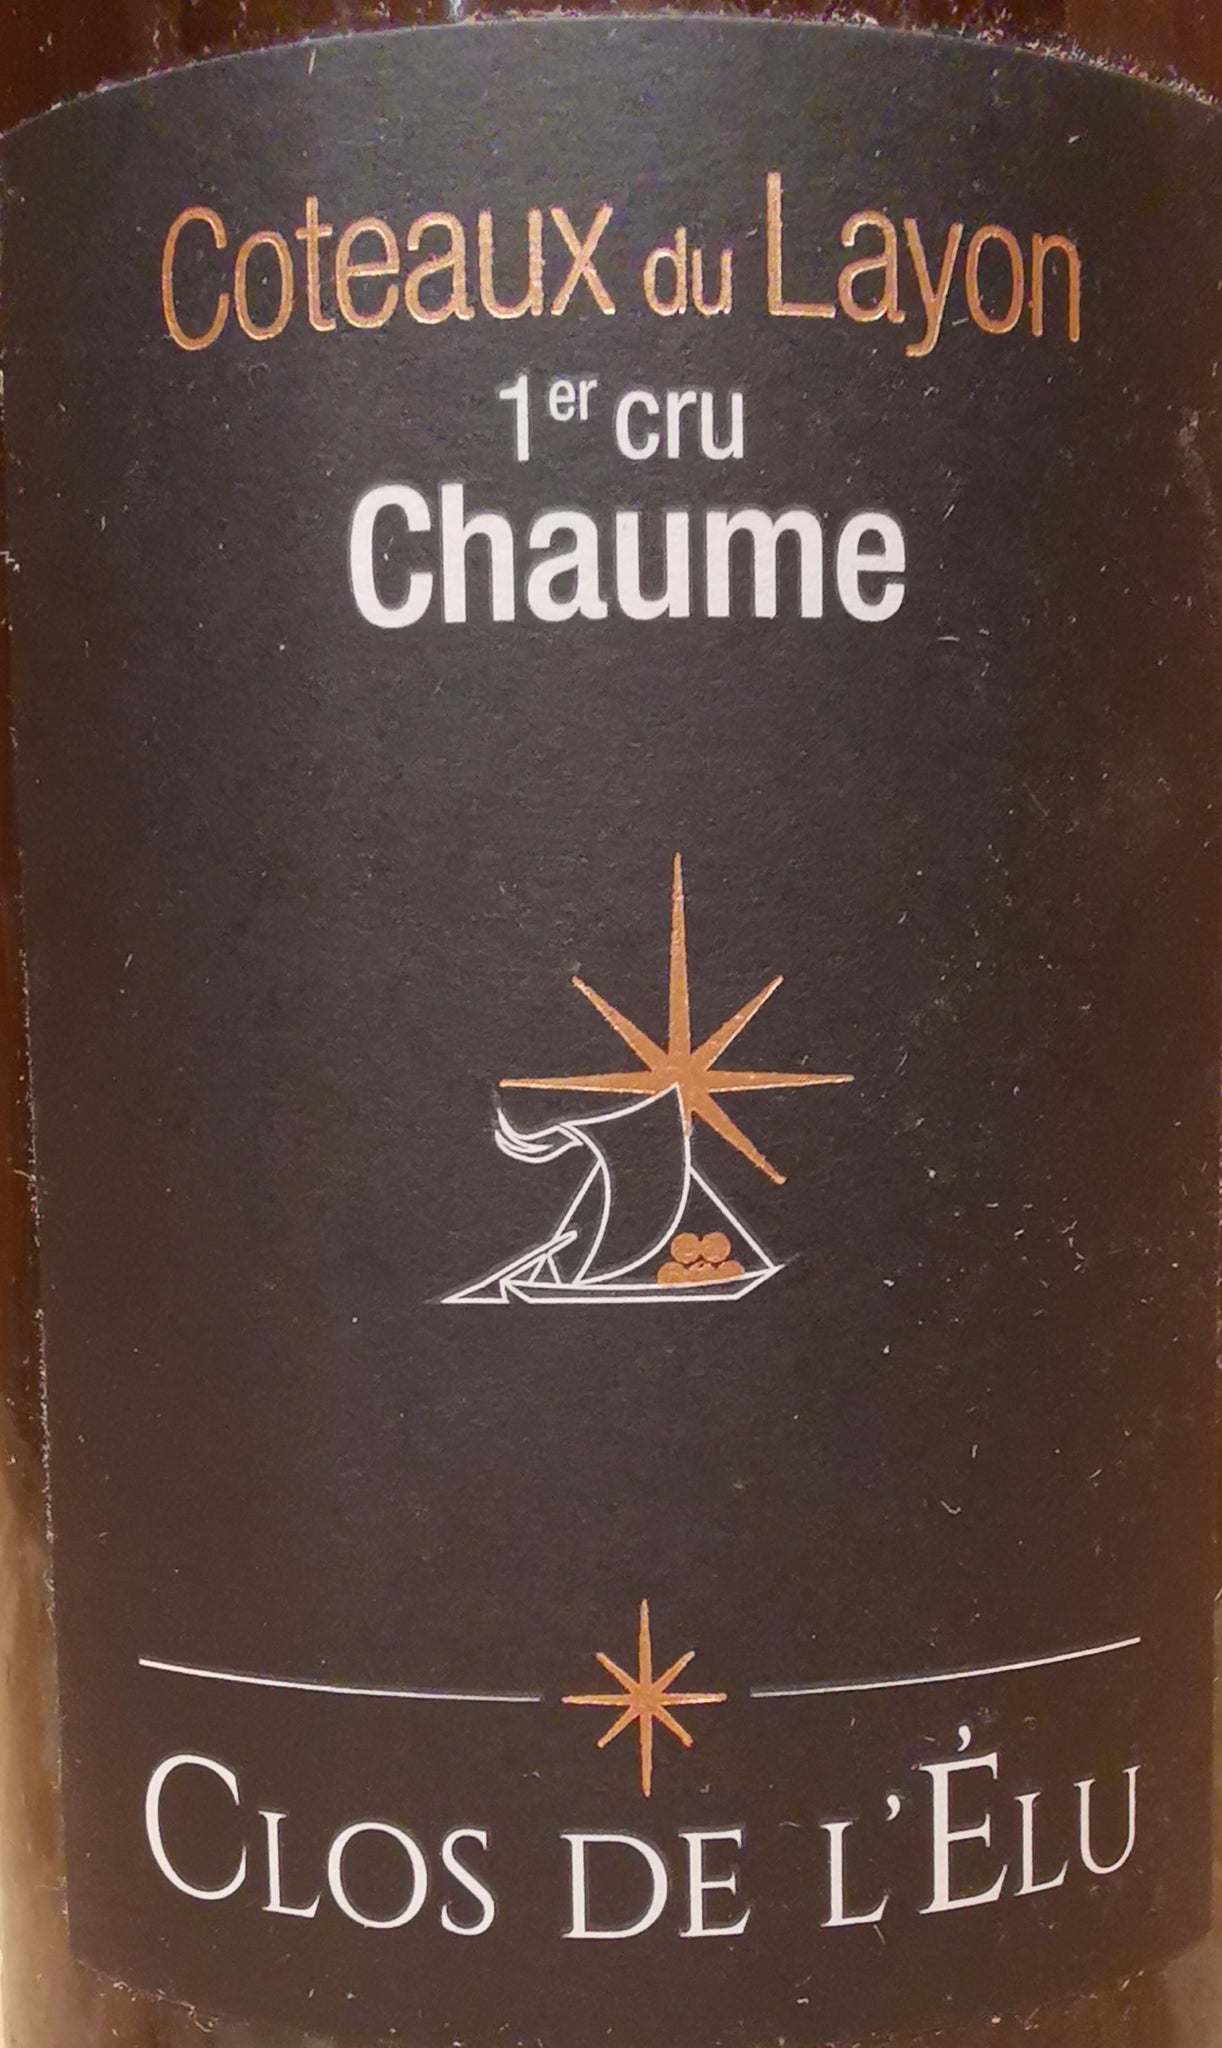 Coteaux du Layon
1er cru
Chaume
CLOS DE L'ÉLU